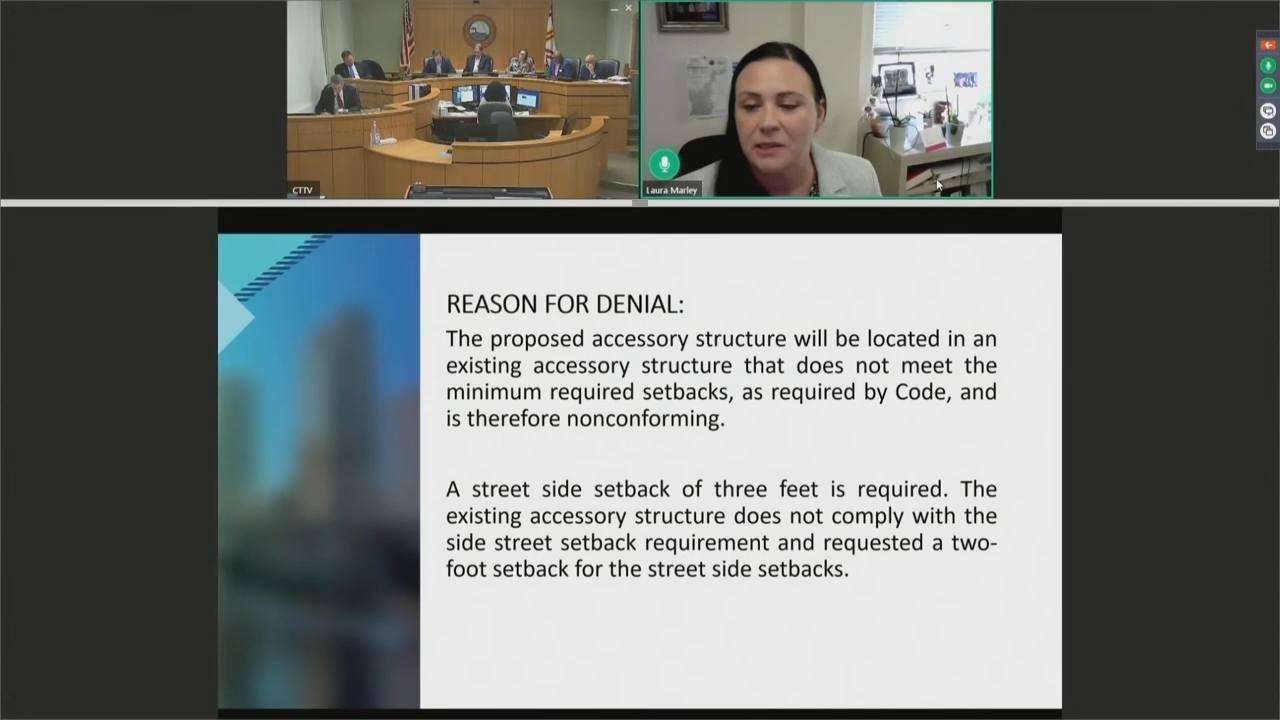 CTTV
Laura Marley
REASON FOR DENIAL:
The proposed accessory structure will be located in an
existing accessory structure that does not meet the
minimum required setbacks, as required by Code, and
is therefore nonconforming.
A street side setback of three feet is required. The
existing accessory structure does not comply with the
side street setback requirement and requested a two-
foot setback for the street side setbacks.